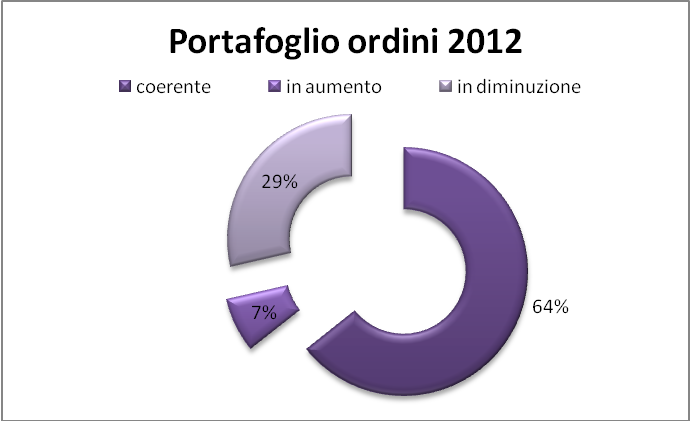 Portafoglio ordini 2012
coerente in aumento in diminuzione
29%
7%
64%